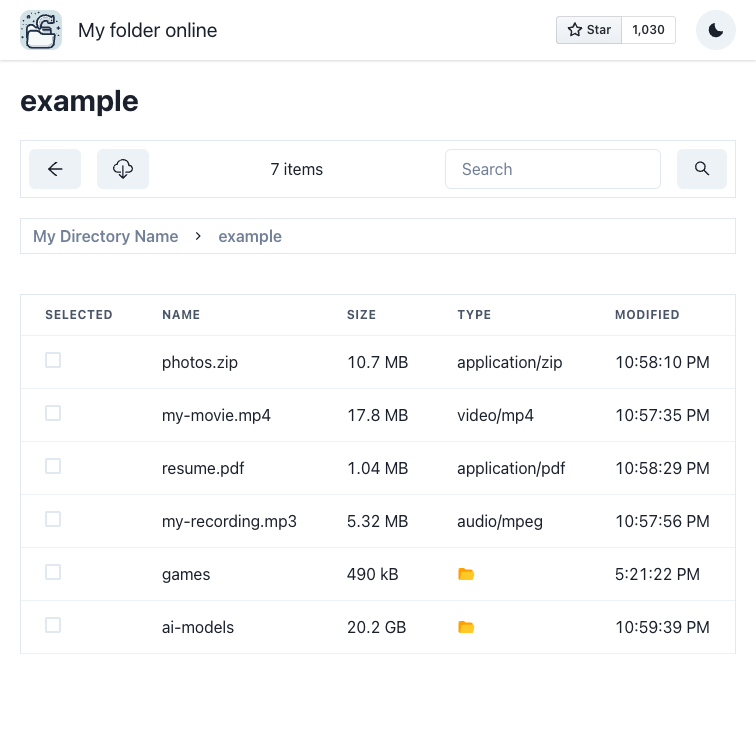 My folder online
Star 1,030
example
7 items Search
My Directory Name > example
SELECTED NAME SIZE TYPE MODIFIED
photos.zip 10.7 MB application/zip 10:58:10 PM
my-movie.mp4 17.8 MB video/mp4 10:57:35 PM
resume.pdf 1.04 MB application/pdf 10:58:29 PM
my-recording.mp3 5.32 MB audio/mpeg 10:57:56 PM
games 490 kB 5:21:22 PM
ai-models 20.2 GB 10:59:39 PM